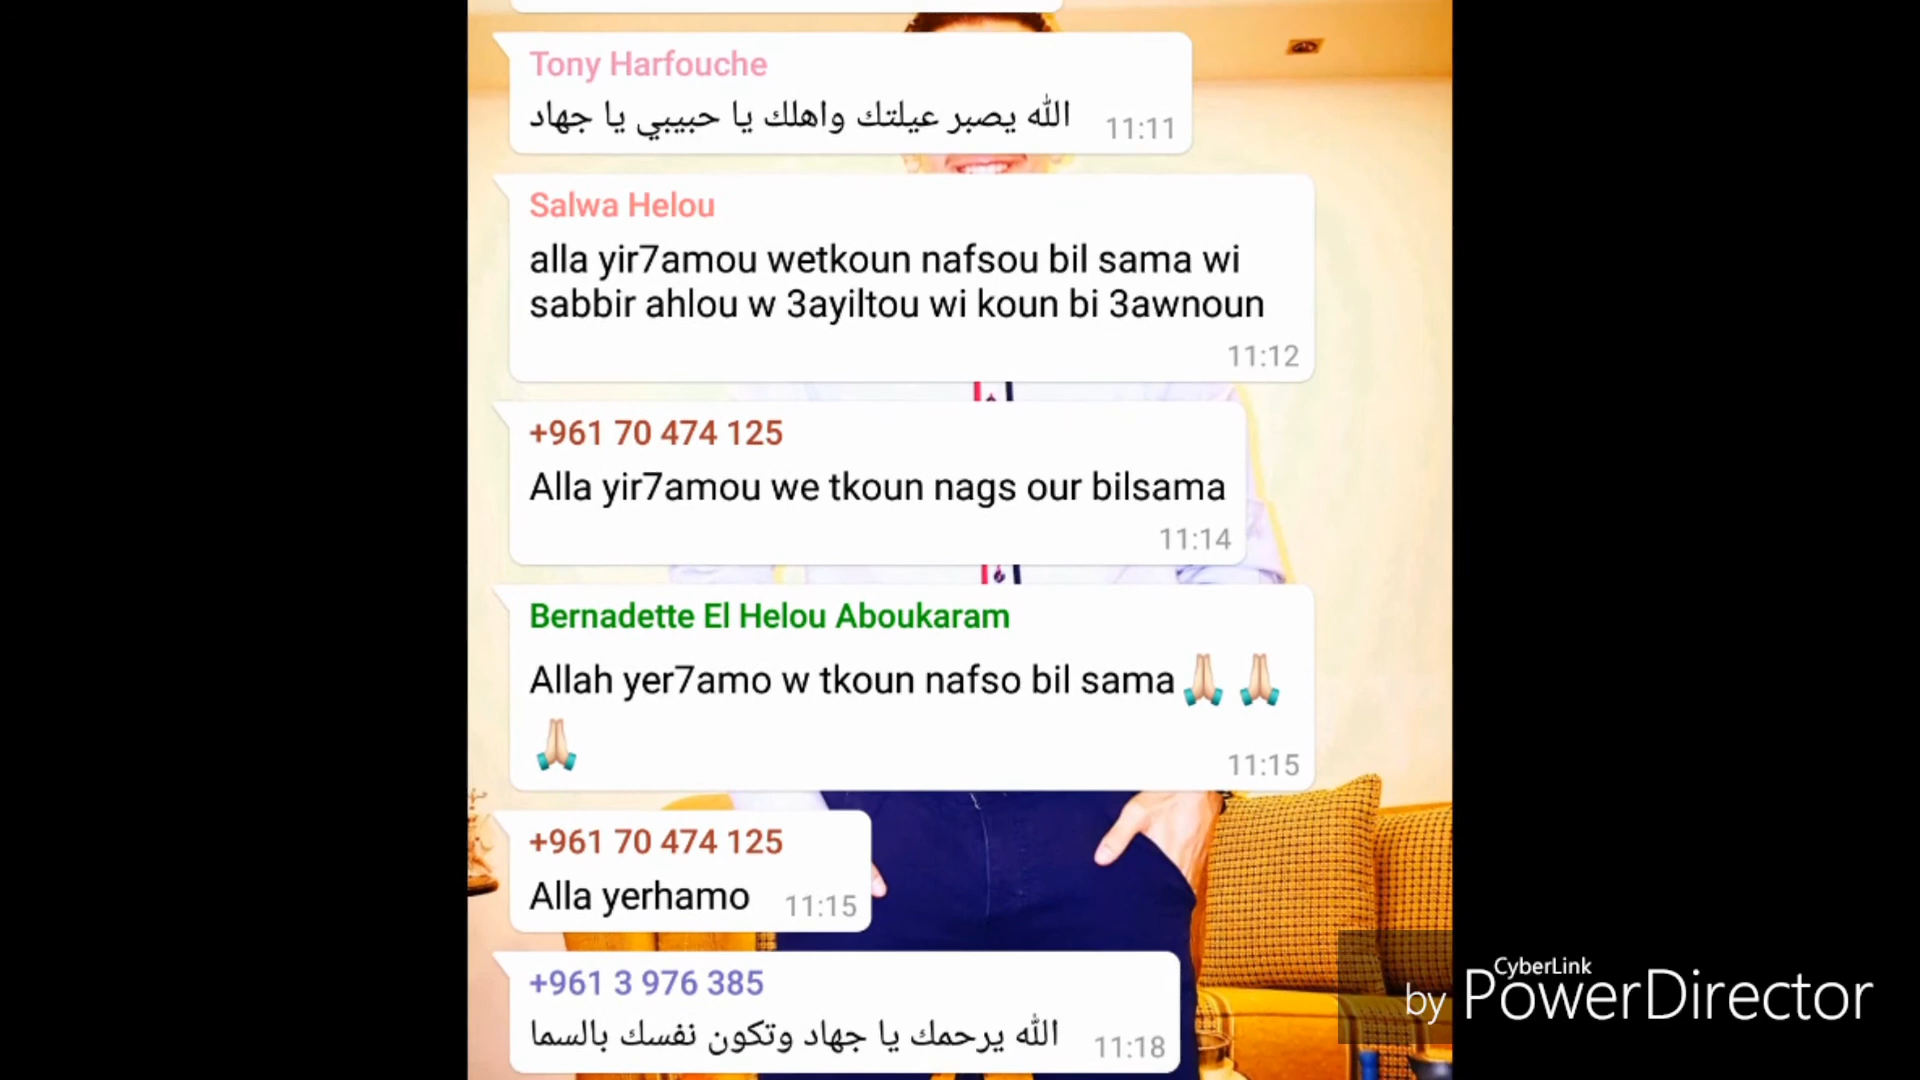 Tony Harfouche
الله يصبر عيلتك واهلك يا حبيبي يا جهاد
11:11
Salwa Helou
alla yir7amou wetkoun nafsou bil sama wi
sabbir ahlou w 3ayiltou wi koun bi 3awnoun
11:12
+961 70 474 125
Alla yir7amou we tkoun nags our bilsama
11:14
Bernadette El Helou Aboukaram
Allah yer7amo w tkoun nafso bil sama🙏🏻🙏🏻
🙏🏻
11:15
+961 70 474 125
Alla yerhamo
11:15
+961 3 976 385
الله يرحمك يا جهاد وتكون نفسك بالسما
11:18
CyberLink
by PowerDirector